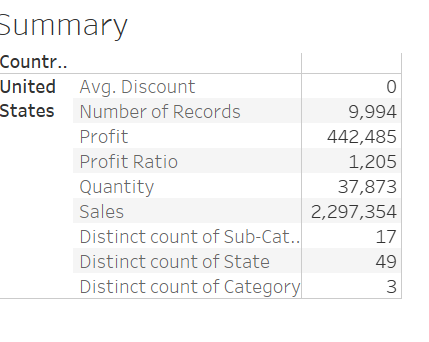 Summary
Countr..
United States
Avg. Discount 0
Number of Records 9,994
Profit 442,485
Profit Ratio 1,205
Quantity 37,873
Sales 2,297,354
Distinct count of Sub-Cat.. 17
Distinct count of State 49
Distinct count of Category 3